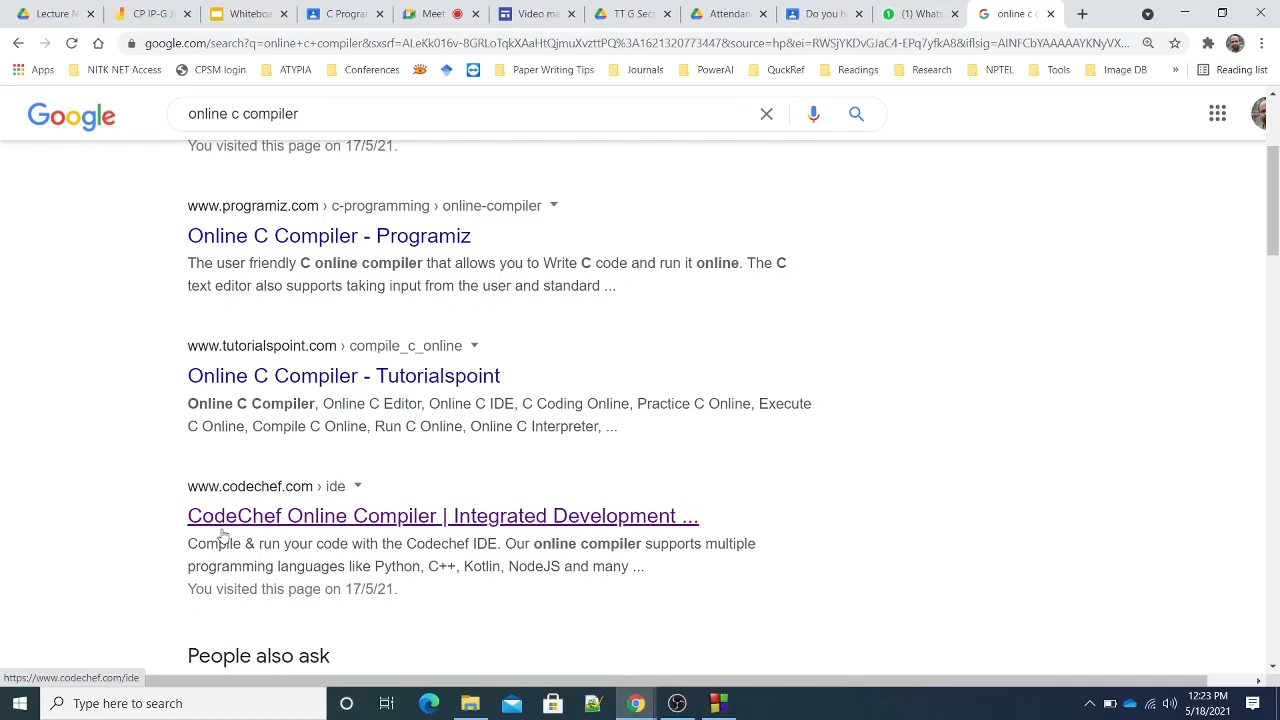 Lecture N
CP IP-G J
Whitebo
C Progra
Meet
Video ma
TT G Sec
Attenda
Do you h
(1) Whats
online c c
google.com/search?q=online+c+compiler&sxsrf=ALeKk016v-8GRLoTqkXAaHtQjmuXvzttPQ%3A1621320773447&source=hp&ei=RWSjYKDvGJaC4-EPq7yfkA8&iflsig=AINFCbYAAAAAYKNyVX...
Apps
NITK NET Access
CPSM login
ATYPIA
Conferences
Paper Writing Tips
Journals
PowerAI
QuckRef
Readings
Research
NPTEL
Tools
Image DB
»
Reading list
Google
online c compiler
You visited this page on 17/5/21.
www.programiz.com › c-programming › online-compiler
Online C Compiler - Programiz
The user friendly C online compiler that allows you to Write C code and run it online. The C
text editor also supports taking input from the user and standard ...
www.tutorialspoint.com › compile_c_online
Online C Compiler - Tutorialspoint
Online C Compiler, Online C Editor, Online C IDE, C Coding Online, Practice C Online, Execute
C Online, Compile C Online, Run C Online, Online C Interpreter, ...
www.codechef.com › ide
CodeChef Online Compiler | Integrated Development ...
Compile & run your code with the Codechef IDE. Our online compiler supports multiple
programming languages like Python, C++, Kotlin, NodeJS and many ...
You visited this page on 17/5/21.
People also ask
https://www.codechef.com/ide
Type here to search
12:23 PM
5/18/2021